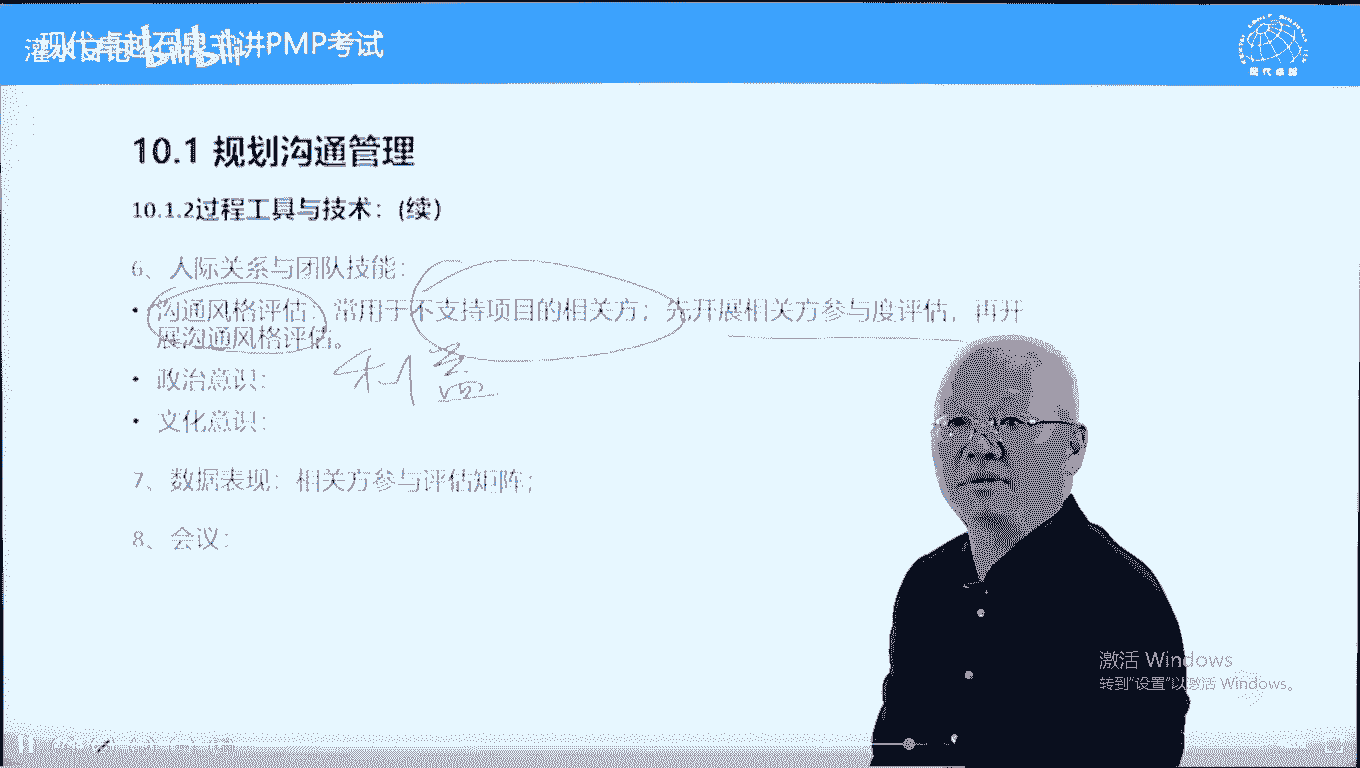 讲PMP考试
bilibili
现代卓越
10.1 规划沟通管理
10.1.2过程工具与技术：(续)
6、人际关系与团队技能：
• 沟通风格评估：常用于不支持项目的相关方；先开展相关方参与度评估，再开
展沟通风格评估。
利益
• 政治意识：
• 文化意识：
7、数据表现：相关方参与评估矩阵；
8、会议：
激活 Windows
转到"设置"以激活 Windows。